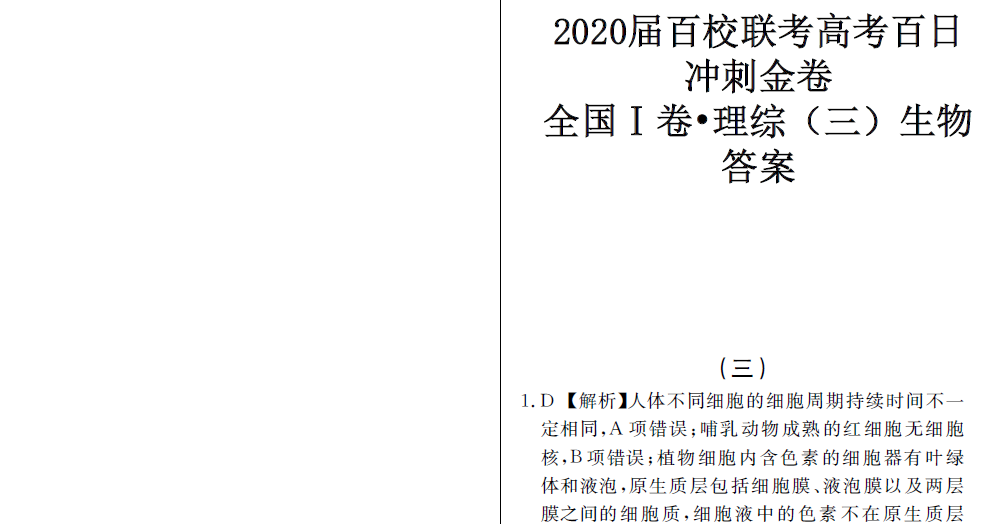 2020届百校联考高考百日
冲刺金卷
全国Ⅰ卷•理综（三）生物
答案
(三)
1. D 【解析】人体不同细胞的细胞周期持续时间不一
定相同,A 项错误;哺乳动物成熟的红细胞无细胞
核,B 项错误;植物细胞内含色素的细胞器有叶绿
体和液泡,原生质层包括细胞膜、液泡膜以及两层
膜之间的细胞质,细胞液中的色素不在原生质层